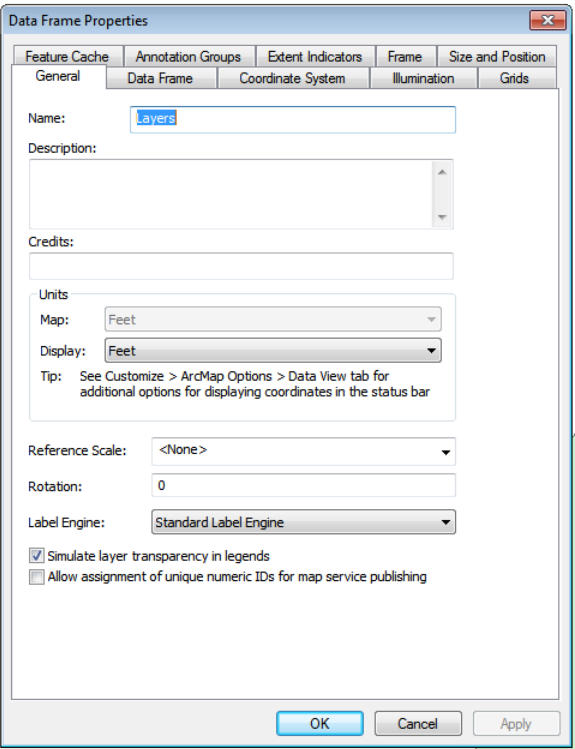 Data Frame Properties
Feature Cache Annotation Groups Extent Indicators Frame Size and Position
General Data Frame Coordinate System Illumination Grids
Name: Layers
Description:
Credits:
Units
Map: Feet
Display: Feet
Tip: See Customize > ArcMap Options > Data View tab for
additional options for displaying coordinates in the status bar
Reference Scale: <None>
Rotation: 0
Label Engine: Standard Label Engine
Simulate layer transparency in legends
Allow assignment of unique numeric IDs for map service publishing
OK Cancel Apply